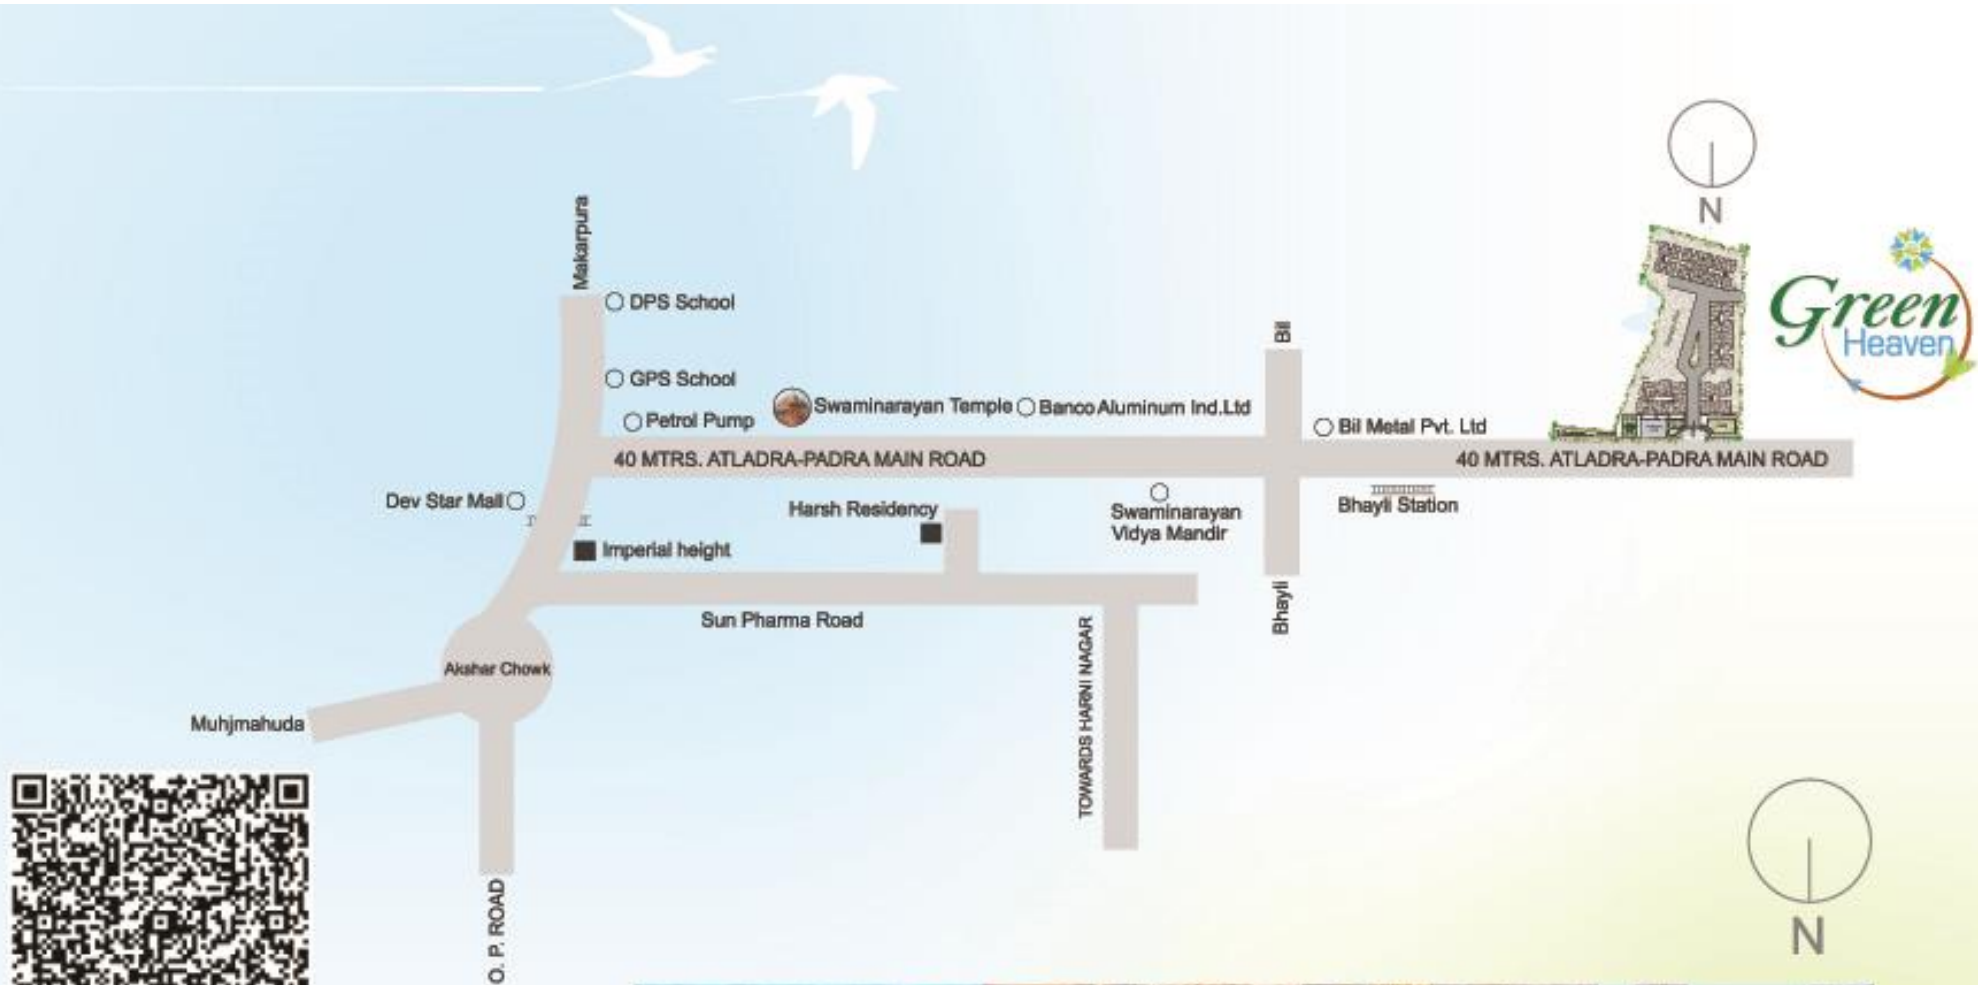 N
Green
Heaven
Makarpura
DPS School
GPS School
Petrol Pump
Swaminarayan Temple
Banco Aluminum Ind.Ltd
Bil
Bil Metal Pvt. Ltd
40 MTRS. ATLADRA-PADRA MAIN ROAD
40 MTRS. ATLADRA-PADRA MAIN ROAD
Dev Star Mall
Harsh Residency
Swaminarayan
Vidya Mandir
Bhayli Station
Imperial height
Bhayli
Sun Pharma Road
TOWARDS HARNI NAGAR
Akshar Chowk
Muhjmahuda
O. P. ROAD
N